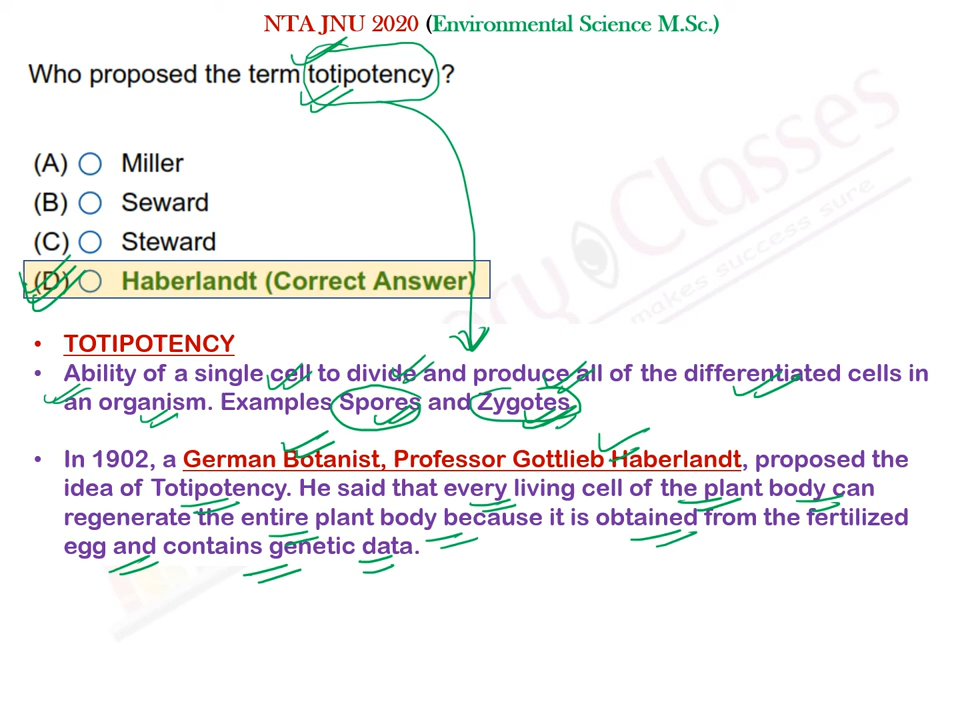 NTA JNU 2020 (Environmental Science M.Sc.)
Who proposed the term totipotency ?
(A) Miller
(B) Seward
(C) Steward
(D) Haberlandt (Correct Answer)
• TOTIPOTENCY
• Ability of a single cell to divide and produce all of the differentiated cells in
an organism. Examples Spores and Zygotes.
• In 1902, a German Botanist, Professor Gottlieb Haberlandt, proposed the
idea of Totipotency. He said that every living cell of the plant body can
regenerate the entire plant body because it is obtained from the fertilized
egg and contains genetic data.
Classes
makes success sure